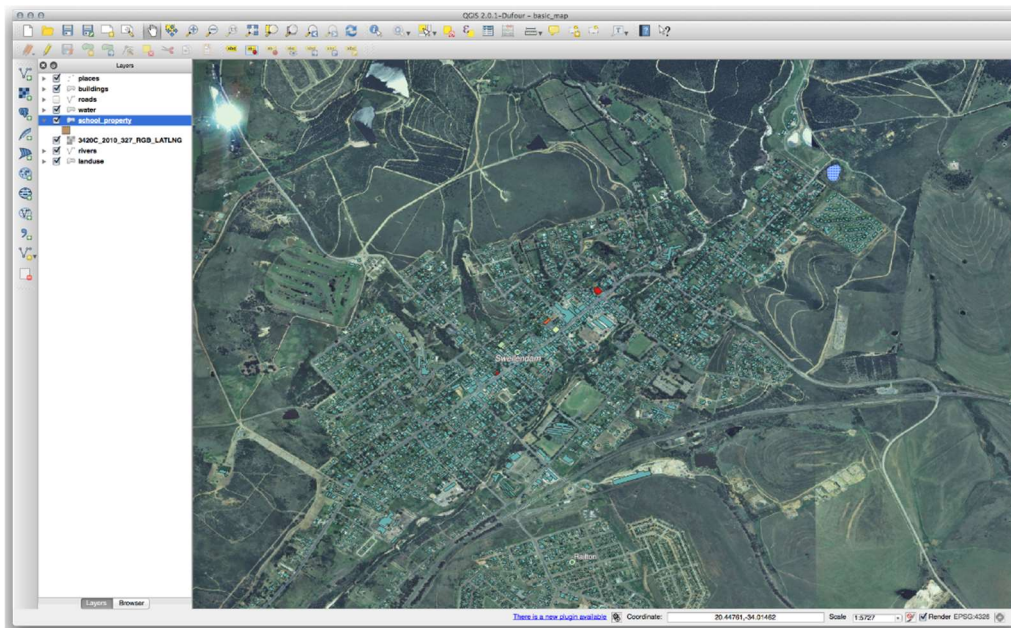 QGIS 2.0.1-Dufour - basic_map
Layers
places
buildings
roads
water
school_property
3420C_2010_327_RGB_LATLNG
rivers
landuse
Swellendam
Railton
Layers Browser
There is a new plugin available Coordinate: 20.44761,-34.01462 Scale 1:5727 Render EPSG:4326